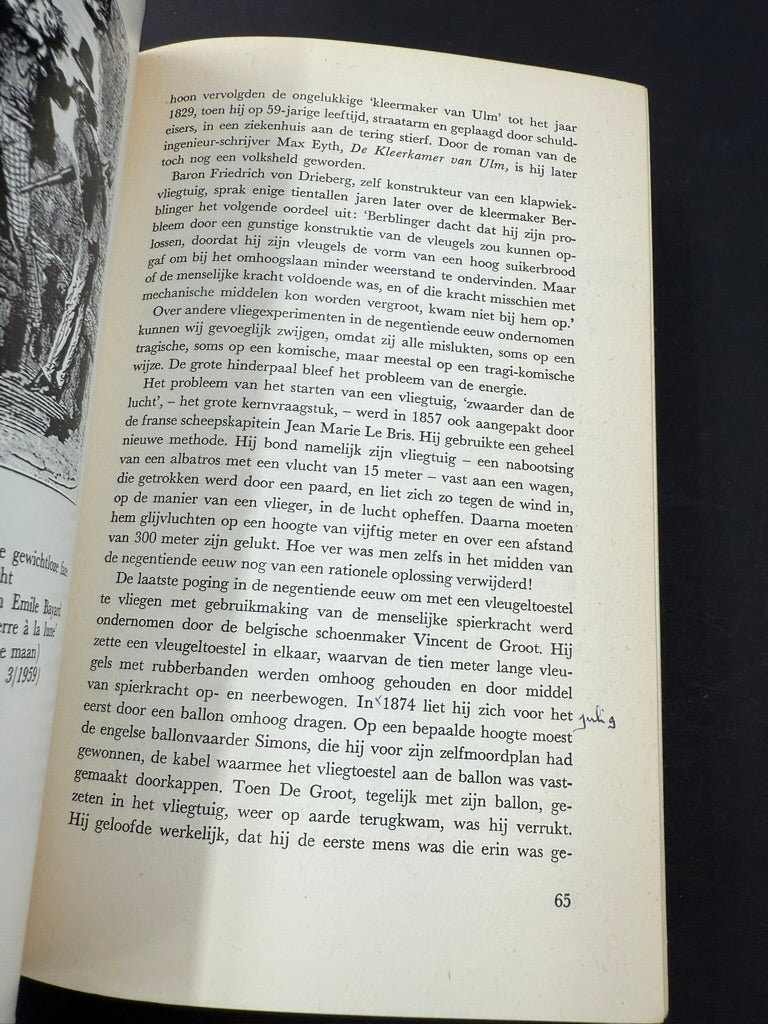 e gewichtloze
ht
n Emile Bayard
erre à la lune'
e maan)
3/(1959)
hoon vervolgden de ongelukkige 'kleermaker van Ulm' tot het jaar
1829, toen hij op 59-jarige leeftijd, straatarm en geplaagd door schuld-
eisers, in een ziekenhuis aan de tering stierf. Door de roman van de
ingenieur-schrijver Max Eyth, De Kleerkamer van Ulm, is hij later
toch nog een volksheld geworden.
Baron Friedrich von Drieberg, zelf konstrukteur van een klapwiek-
vliegtuig, sprak enige tientallen jaren later over de kleermaker Ber-
blinger het volgende oordeel uit: 'Berblinger dacht dat hij zijn pro-
bleem door een gunstige konstruktie van de vleugels zou kunnen op-
lossen, doordat hij zijn vleugels de vorm van een hoog suikerbrood
gaf om bij het omhoogslaan minder weerstand te ondervinden. Maar
of de menselijke kracht voldoende was, en of die kracht misschien met
mechanische middelen kon worden vergroot, kwam niet bij hem op.'
Over andere vliegexperimenten in de negentiende eeuw ondernomen
kunnen wij gevoeglijk zwijgen, omdat zij alle mislukten, soms op een
tragische, soms op een komische, maar meestal op een tragi-komische
wijze. De grote hinderpaal bleef het probleem van de energie.
Het probleem van het starten van een vliegtuig, 'zwaarder dan de
lucht', – het grote kernvraagstuk, – werd in 1857 ook aangepakt door
de franse scheepskapitein Jean Marie Le Bris. Hij gebruikte een geheel
nieuwe methode. Hij bond namelijk zijn vliegtuig – een nabootsing
van een albatros met een vlucht van 15 meter – vast aan een wagen,
die getrokken werd door een paard, en liet zich zo tegen de wind in,
op de manier van een vlieger, in de lucht opheffen. Daarna moeten
hem glijvluchten op een hoogte van vijftig meter en over een afstand
van 300 meter zijn gelukt. Hoe ver was men zelfs in het midden van
de negentiende eeuw nog van een rationele oplossing verwijderd!
De laatste poging in de negentiende eeuw om met een vleugeltoestel
te vliegen met gebruikmaking van de menselijke spierkracht werd
ondernomen door de belgische schoenmaker Vincent de Groot. Hij
zette een vleugeltoestel in elkaar, waarvan de tien meter lange vleu-
gels met rubberbanden werden omhoog gehouden en door middel
van spierkracht op- en neerbewogen. In 1874 liet hij zich voor het juli 9
eerst door een ballon omhoog dragen. Op een bepaalde hoogte moest
de engelse ballonvaarder Simons, die hij voor zijn zelfmoordplan had
gewonnen, de kabel waarmee het vliegtoestel aan de ballon was vast-
gemaakt doorkappen. Toen De Groot, tegelijk met zijn ballon, ge-
zeten in het vliegtuig, weer op aarde terugkwam, was hij verrukt.
Hij geloofde werkelijk, dat hij de eerste mens was die erin was ge-
65